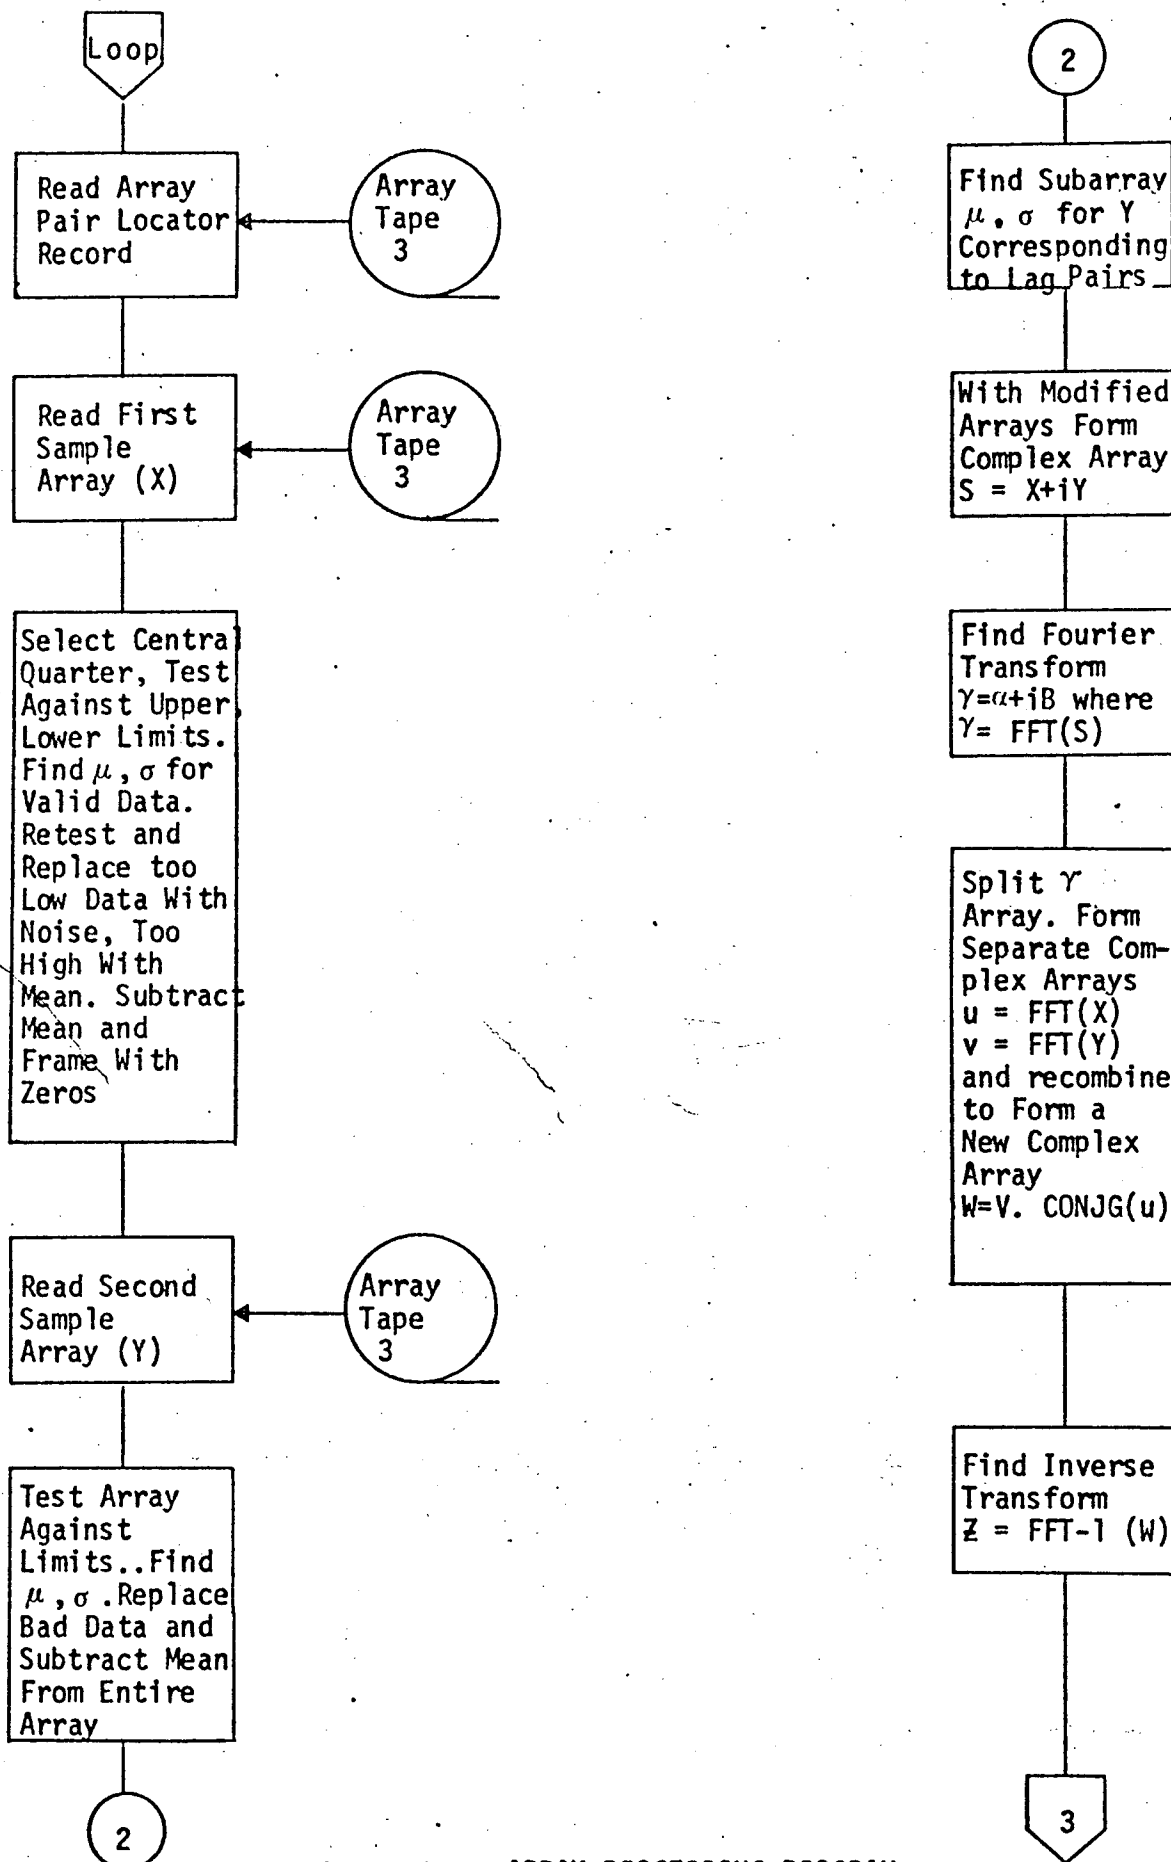 Loop
Read Array
Pair Locator
Record
Array
Tape
3
Read First
Sample
Array (X)
Array
Tape
3
Select Central
Quarter, Test
Against Upper,
Lower Limits.
Find μ, σ for
Valid Data.
Retest and
Replace too
Low Data With
Noise, Too
High With
Mean. Subtract
Mean and
Frame With
Zeros
Read Second
Sample
Array (Y)
Array
Tape
3
Test Array
Against
Limits..Find
μ, σ.Replace
Bad Data and
Subtract Mean
From Entire
Array
2
2
Find Subarray
μ, σ for Y
Corresponding
to Lag Pairs
With Modified
Arrays Form
Complex Array
S = X+iY
Find Fourier
Transform
γ=α+iB where
γ= FFT(S)
Split γ
Array. Form
Separate Com-
plex Arrays
u = FFT(X)
v = FFT(Y)
and recombine
to Form a
New Complex
Array
W=V. CONJG(u)
Find Inverse
Transform
Z = FFT-1 (W)
3